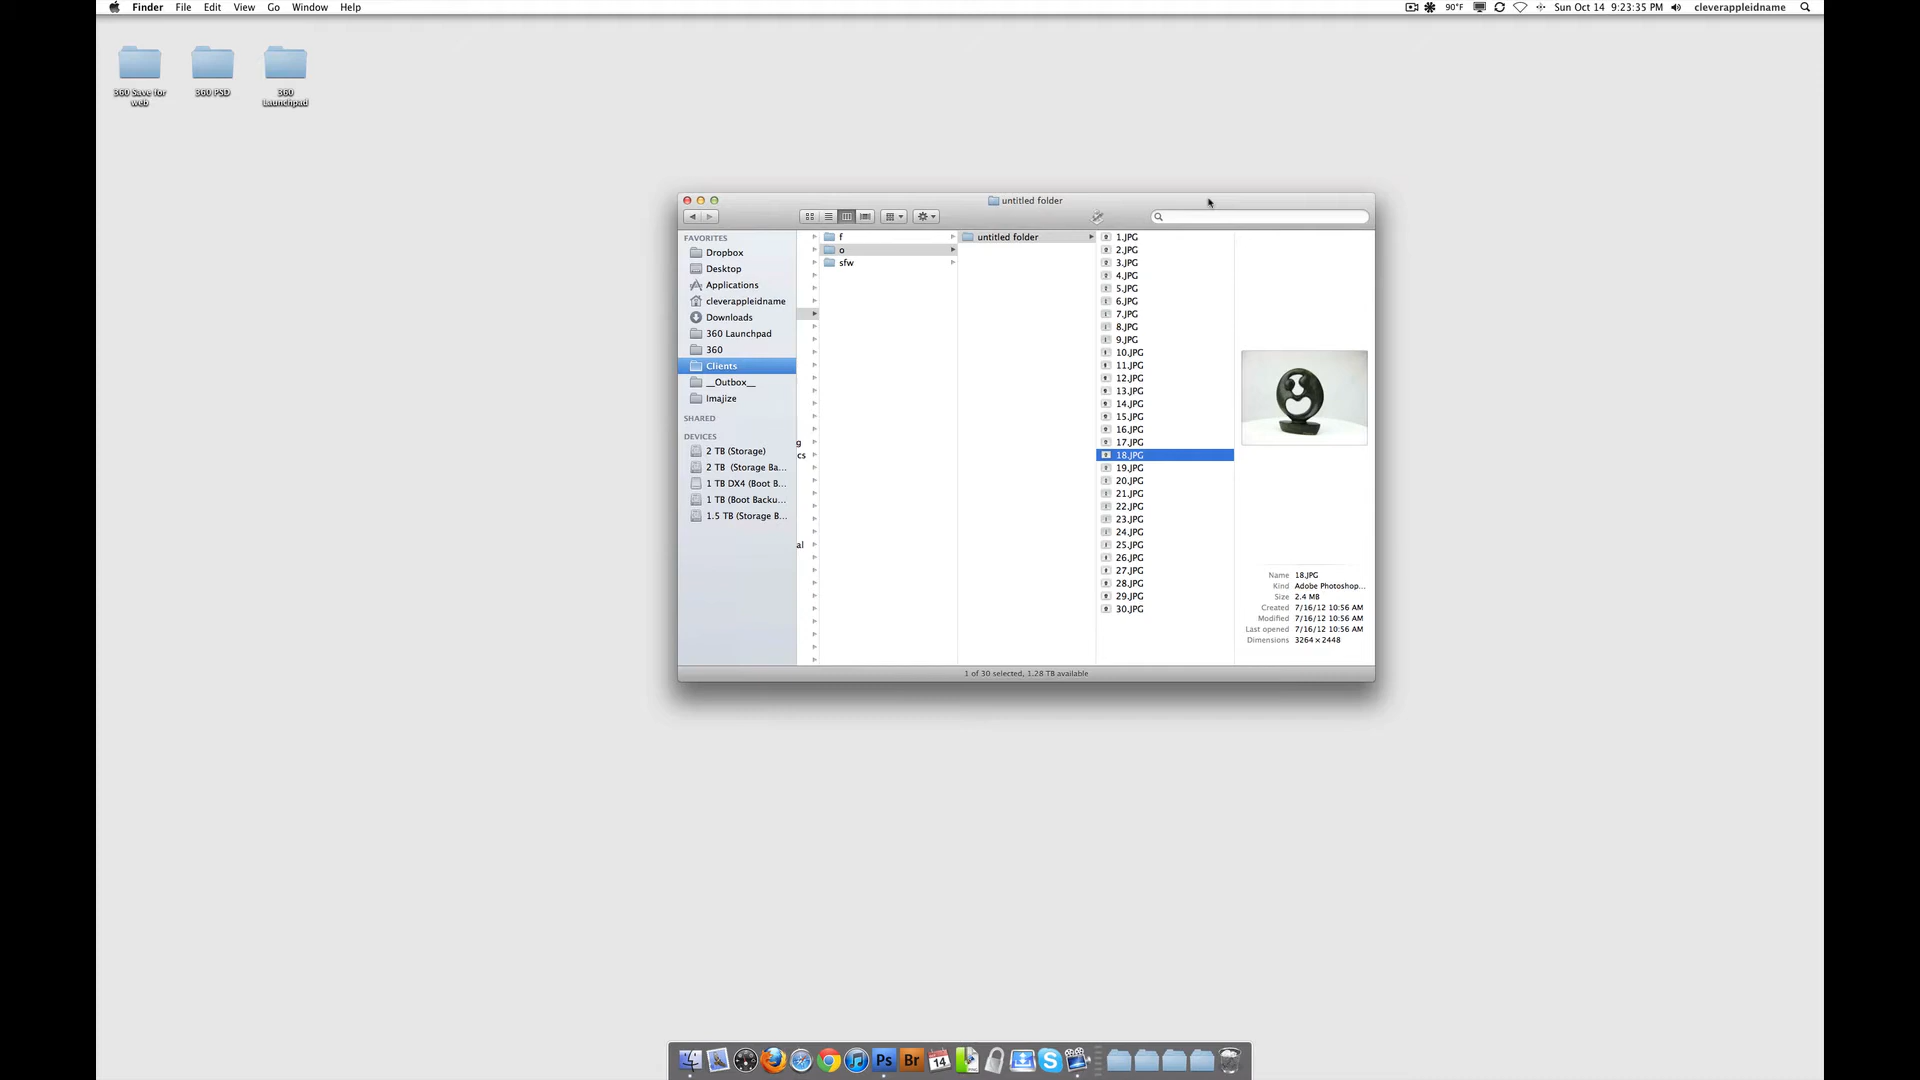 Finder File Edit View Go Window Help
90°F Sun Oct 14 9:23:35 PM cleverappleidname
360 Save for
web
360 PSD
360
Launchpad
untitled folder
FAVORITES
Dropbox
Desktop
Applications
cleverappleidname
Downloads
360 Launchpad
360
Clients
__Outbox__
Imajize
SHARED
DEVICES
2 TB (Storage)
2 TB (Storage Ba...
1 TB DX4 (Boot B...
1 TB (Boot Backu...
1.5 TB (Storage B...
g
cs
al
f
o
sfw
untitled folder
1.JPG
2.JPG
3.JPG
4.JPG
5.JPG
6.JPG
7.JPG
8.JPG
9.JPG
10.JPG
11.JPG
12.JPG
13.JPG
14.JPG
15.JPG
16.JPG
17.JPG
18.JPG
19.JPG
20.JPG
21.JPG
22.JPG
23.JPG
24.JPG
25.JPG
26.JPG
27.JPG
28.JPG
29.JPG
30.JPG
Name 18.JPG
Kind Adobe Photoshop...
Size 2.4 MB
Created 7/16/12 10:56 AM
Modified 7/16/12 10:56 AM
Last opened 7/16/12 10:56 AM
Dimensions 3264×2448
1 of 30 selected, 1.28 TB available
Ps Br 14